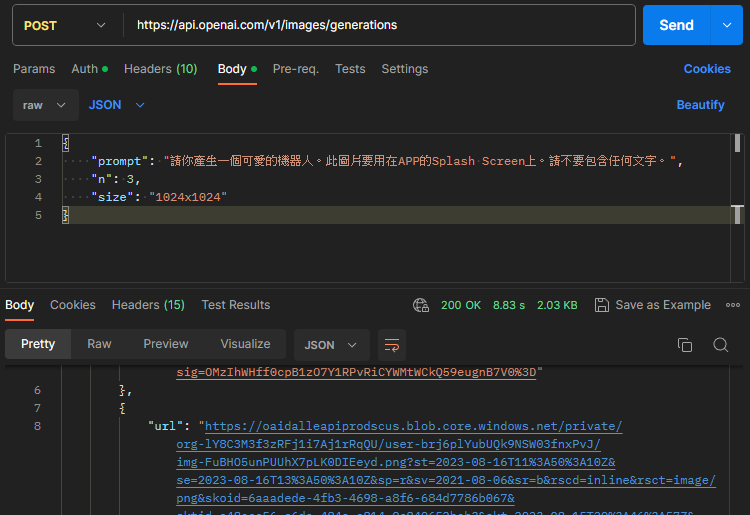 POST https://api.openai.com/v1/images/generations Send
Params Auth Headers (10) Body Pre-req. Tests Settings Cookies
raw JSON Beautify
1 {
2 "prompt": "請你產生一個可愛的機器人。此圖片要用在APP的Splash Screen上。請不要包含任何文字。",
3 "n": 3,
4 "size": "1024x1024"
5 }
Body Cookies Headers (15) Test Results 200 OK 8.83 s 2.03 KB Save as Example
Pretty Raw Preview Visualize JSON
sig=OMzIhWHff0cpB1zO7Y1RPvRiCYWMtWCkQ59eugnB7V0%3D"
6 },
7 {
8 "url": "https://oaidalleapiprodscus.blob.core.windows.net/private/
org-lY8C3M3f3zRFj1i7Aj1rRqQU/user-brj6plYubUQk9NSW03fnxPvJ/
img-FuBHO5unPUUhX7pLK0DIEeyd.png?st=2023-08-16T11%3A50%3A10Z&
se=2023-08-16T13%3A50%3A10Z&sp=r&sv=2021-08-06&sr=b&rscd=inline&rsct=image/
png&skoid=6aaadede-4fb3-4698-a8f6-684d7786b067&